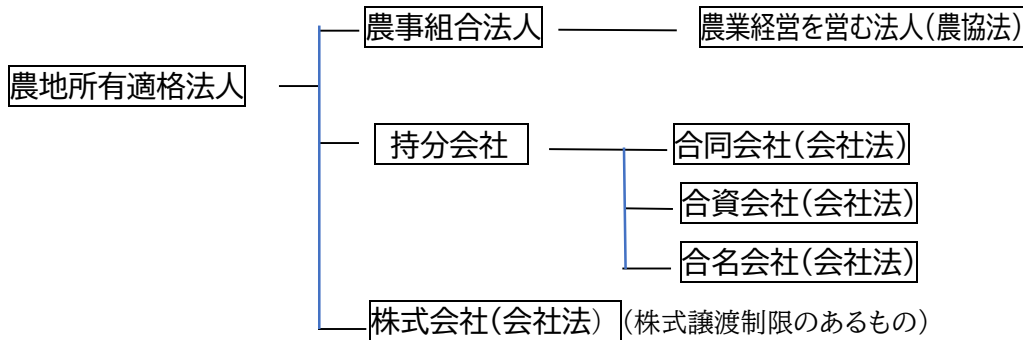 農事組合法人
農業経営を営む法人(農協法)
農地所有適格法人
持分会社
合同会社(会社法)
合資会社(会社法)
合名会社(会社法)
株式会社(会社法) (株式譲渡制限のあるもの)